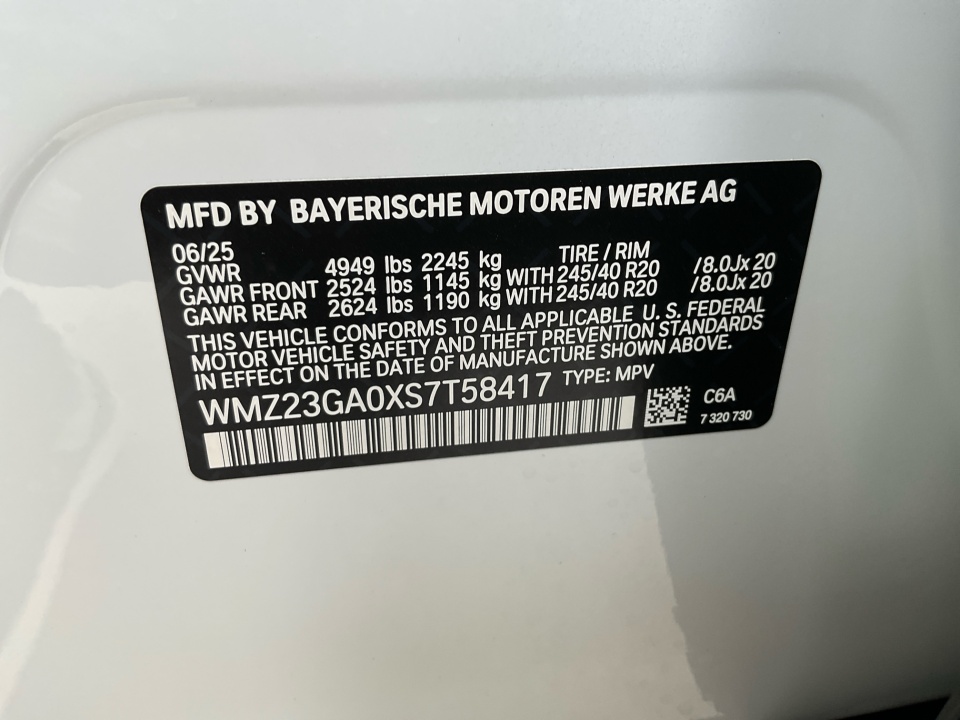 MFD BY BAYERISCHE MOTOREN WERKE AG
06/25 TIRE / RIM
GVWR 4949 lbs 2245 kg
GAWR FRONT 2524 lbs 1145 kg WITH 245/40 R20 /8.0Jx 20
GAWR REAR 2624 lbs 1190 kg WITH 245/40 R20 /8.0Jx 20
THIS VEHICLE CONFORMS TO ALL APPLICABLE U. S. FEDERAL
MOTOR VEHICLE SAFETY AND THEFT PREVENTION STANDARDS
IN EFFECT ON THE DATE OF MANUFACTURE SHOWN ABOVE.
WMZ23GA0XS7T58417 TYPE: MPV
C6A
7 320 730